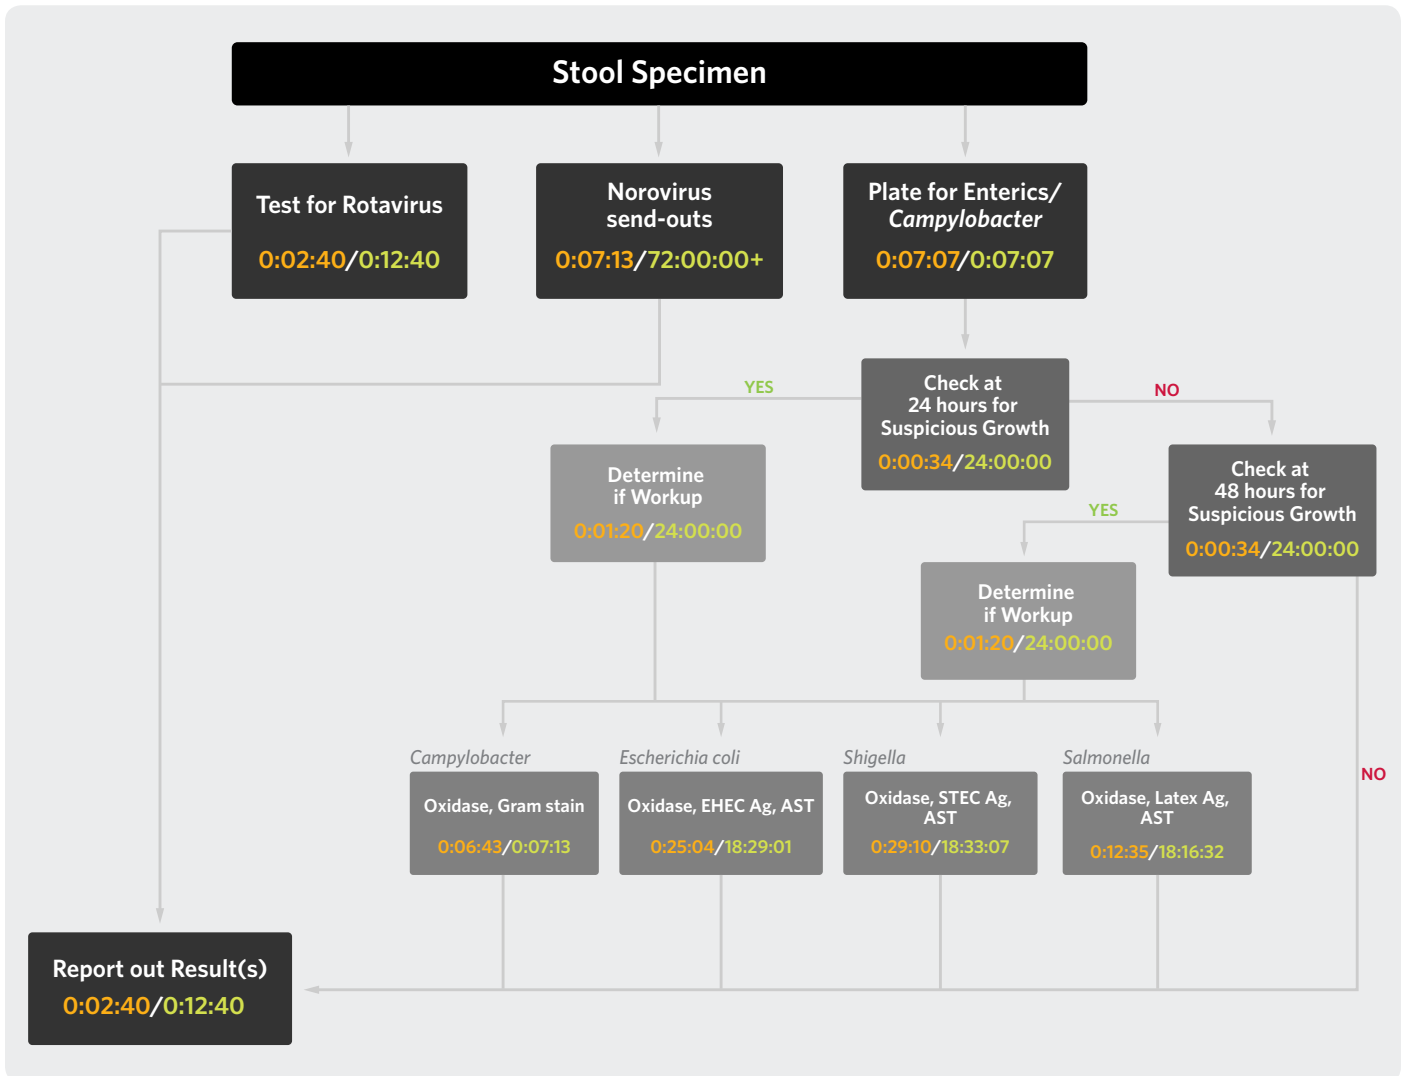 Stool Specimen
Test for Rotavirus
0:02:40/0:12:40
Norovirus
send-outs
0:07:13/72:00:00+
Plate for Enterics/
Campylobacter
0:07:07/0:07:07
Check at
24 hours for
Suspicious Growth
0:00:34/24:00:00
YES
NO
Determine
if Workup
0:01:20/24:00:00
Check at
48 hours for
Suspicious Growth
0:00:34/24:00:00
YES
NO
Determine
if Workup
0:01:20/24:00:00
Campylobacter
Oxidase, Gram stain
0:06:43/0:07:13
Escherichia coli
Oxidase, EHEC Ag, AST
0:25:04/18:29:01
Shigella
Oxidase, STEC Ag,
AST
0:29:10/18:33:07
Salmonella
Oxidase, Latex Ag,
AST
0:12:35/18:16:32
Report out Result(s)
0:02:40/0:12:40